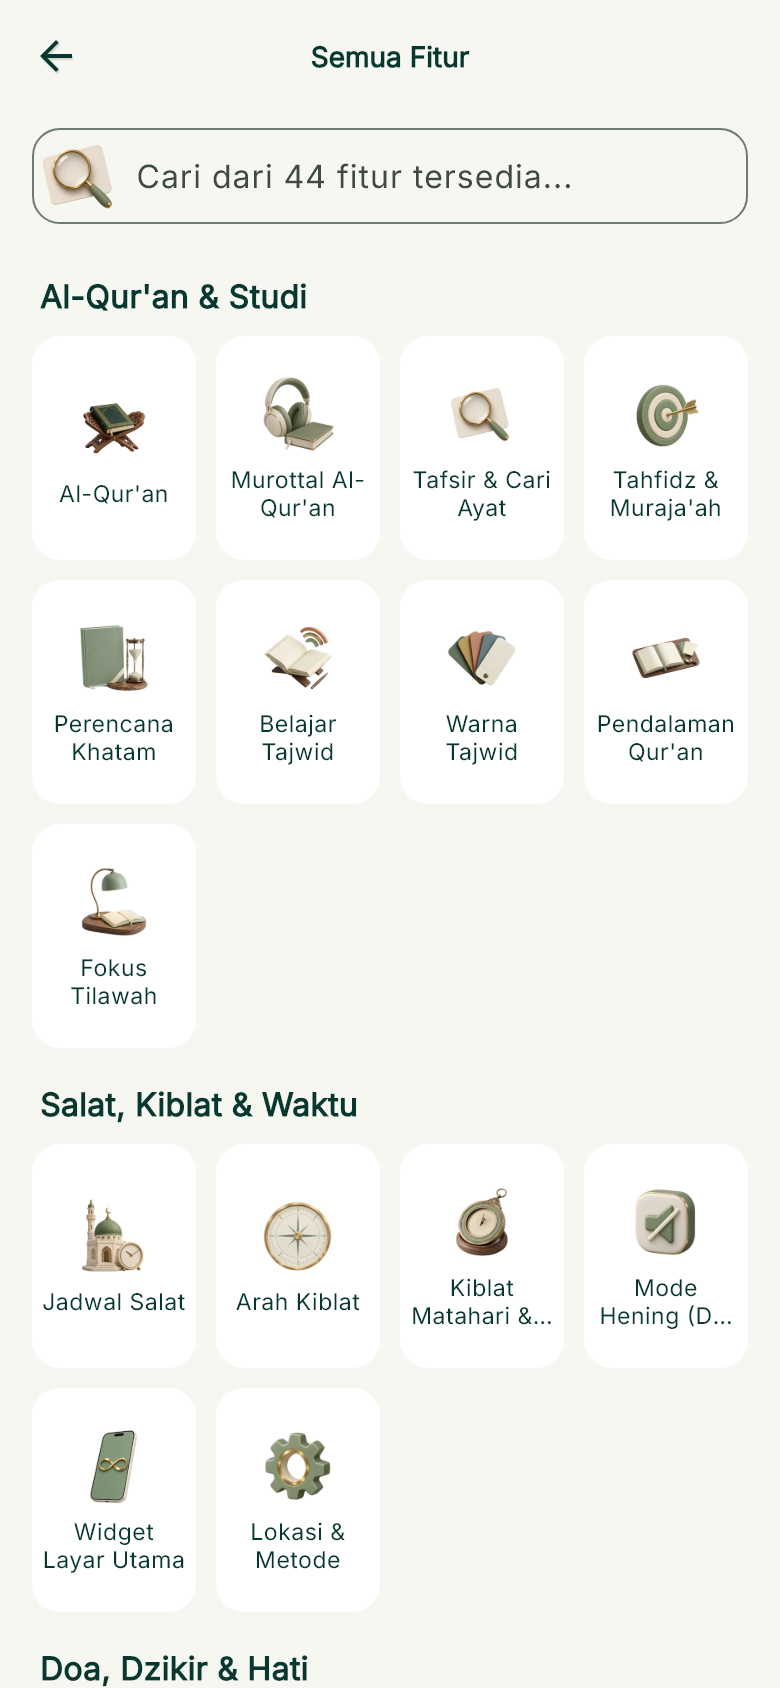 Semua Fitur
Cari dari 44 fitur tersedia...
Al-Qur'an & Studi
Al-Qur'an
Murottal Al-
Qur'an
Tafsir & Cari
Ayat
Tahfidz &
Muraja'ah
Perencana
Khatam
Belajar
Tajwid
Warna
Tajwid
Pendalaman
Qur'an
Fokus
Tilawah
Salat, Kiblat & Waktu
Jadwal Salat
Arah Kiblat
Kiblat
Matahari &...
Mode
Hening (D...
Widget
Layar Utama
Lokasi &
Metode
Doa, Dzikir & Hati